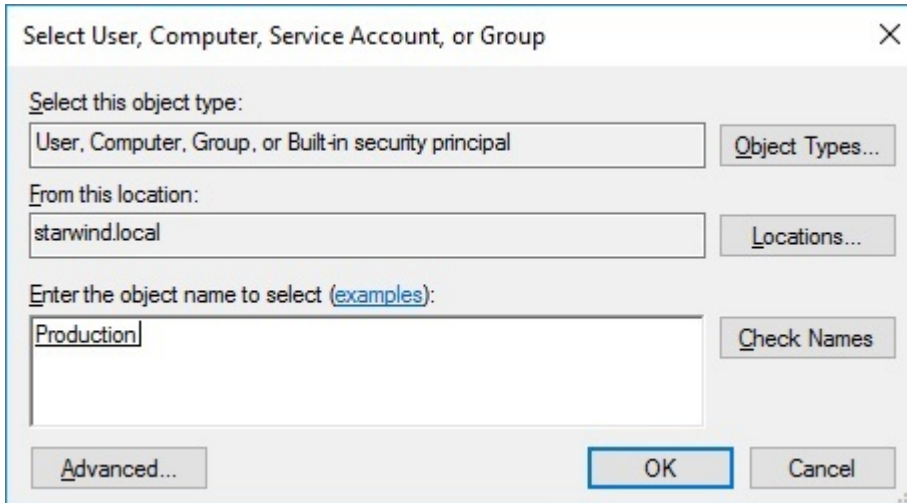 Select User, Computer, Service Account, or Group
Select this object type:
User, Computer, Group, or Built-in security principal
Object Types...
From this location:
starwind.local
Locations...
Enter the object name to select (examples):
Production
Check Names
Advanced...
OK
Cancel